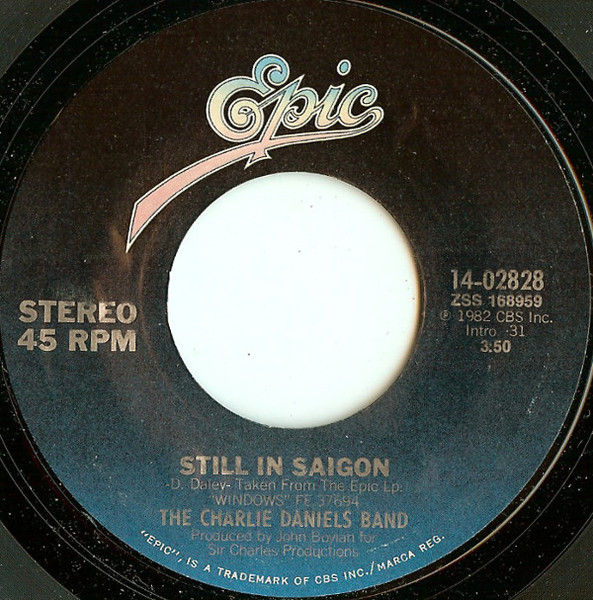 Epic
STEREO
45 RPM
14-02828
ZSS 168959
℗ 1982 CBS Inc.
Intro. :31
3:50
STILL IN SAIGON
-D. Daley- Taken From The Epic Lp.
"WINDOWS" FE 37694
THE CHARLIE DANIELS BAND
Produced by John Boylan for
Sir Charles Productions
"EPIC", IS A TRADEMARK OF CBS INC./MARCA REG.